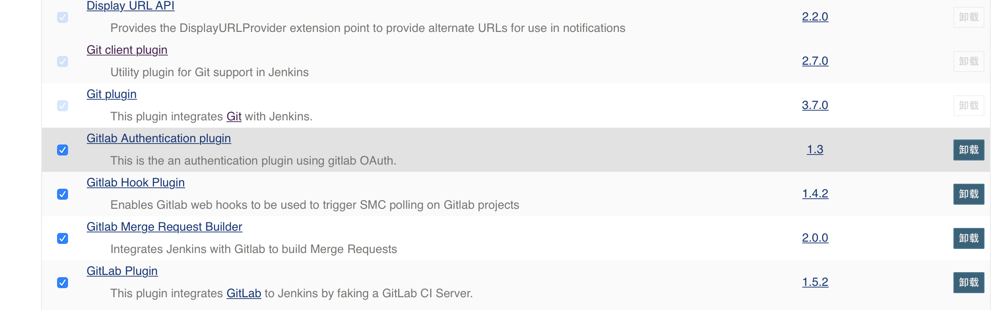 Display URL API
Provides the DisplayURLProvider extension point to provide alternate URLs for use in notifications
2.2.0
卸载
Git client plugin
Utility plugin for Git support in Jenkins
2.7.0
卸载
Git plugin
This plugin integrates Git with Jenkins.
3.7.0
卸载
Gitlab Authentication plugin
This is the an authentication plugin using gitlab OAuth.
1.3
卸载
Gitlab Hook Plugin
Enables Gitlab web hooks to be used to trigger SMC polling on Gitlab projects
1.4.2
卸载
Gitlab Merge Request Builder
Integrates Jenkins with Gitlab to build Merge Requests
2.0.0
卸载
GitLab Plugin
This plugin integrates GitLab to Jenkins by faking a GitLab CI Server.
1.5.2
卸载